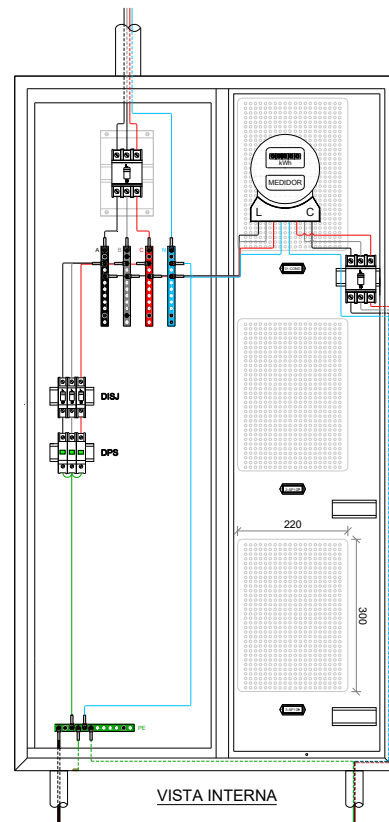 kWh
MEDIDOR
L C
A S C N
DISJ
DPS
220
300
PE
VISTA INTERNA